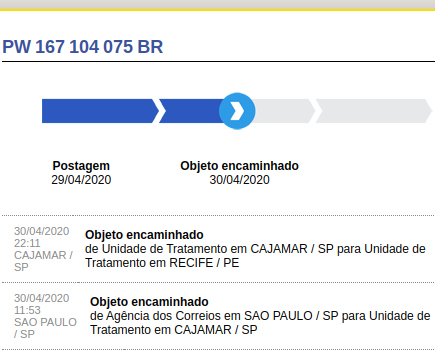 PW 167 104 075 BR
Postagem
29/04/2020
Objeto encaminhado
30/04/2020
30/04/2020
22:11
CAJAMAR /
SP
Objeto encaminhado
de Unidade de Tratamento em CAJAMAR / SP para Unidade de
Tratamento em RECIFE / PE
30/04/2020
11:53
SAO PAULO
/ SP
Objeto encaminhado
de Agência dos Correios em SAO PAULO / SP para Unidade de
Tratamento em CAJAMAR / SP